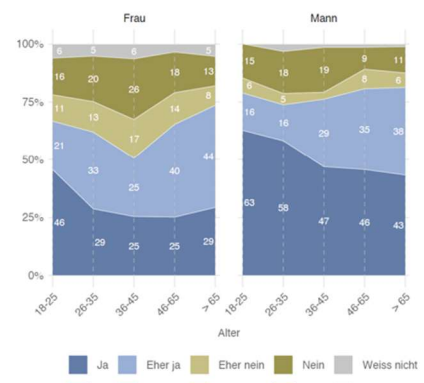 Frau
Mann
100%
75%
50%
25%
0%
6 5 6 5
16 20 26 18 13
11 13 17 14 8
21 33 25 40 44
46 29 25 25 29
15 18 19 9 11
6 5 8 6
16 16 29 35 38
63 58 47 46 43
18-25 26-35 36-45 46-65 > 65
18-25 26-35 36-45 46-65 > 65
Alter
Ja Eher ja Eher nein Nein Weiss nicht